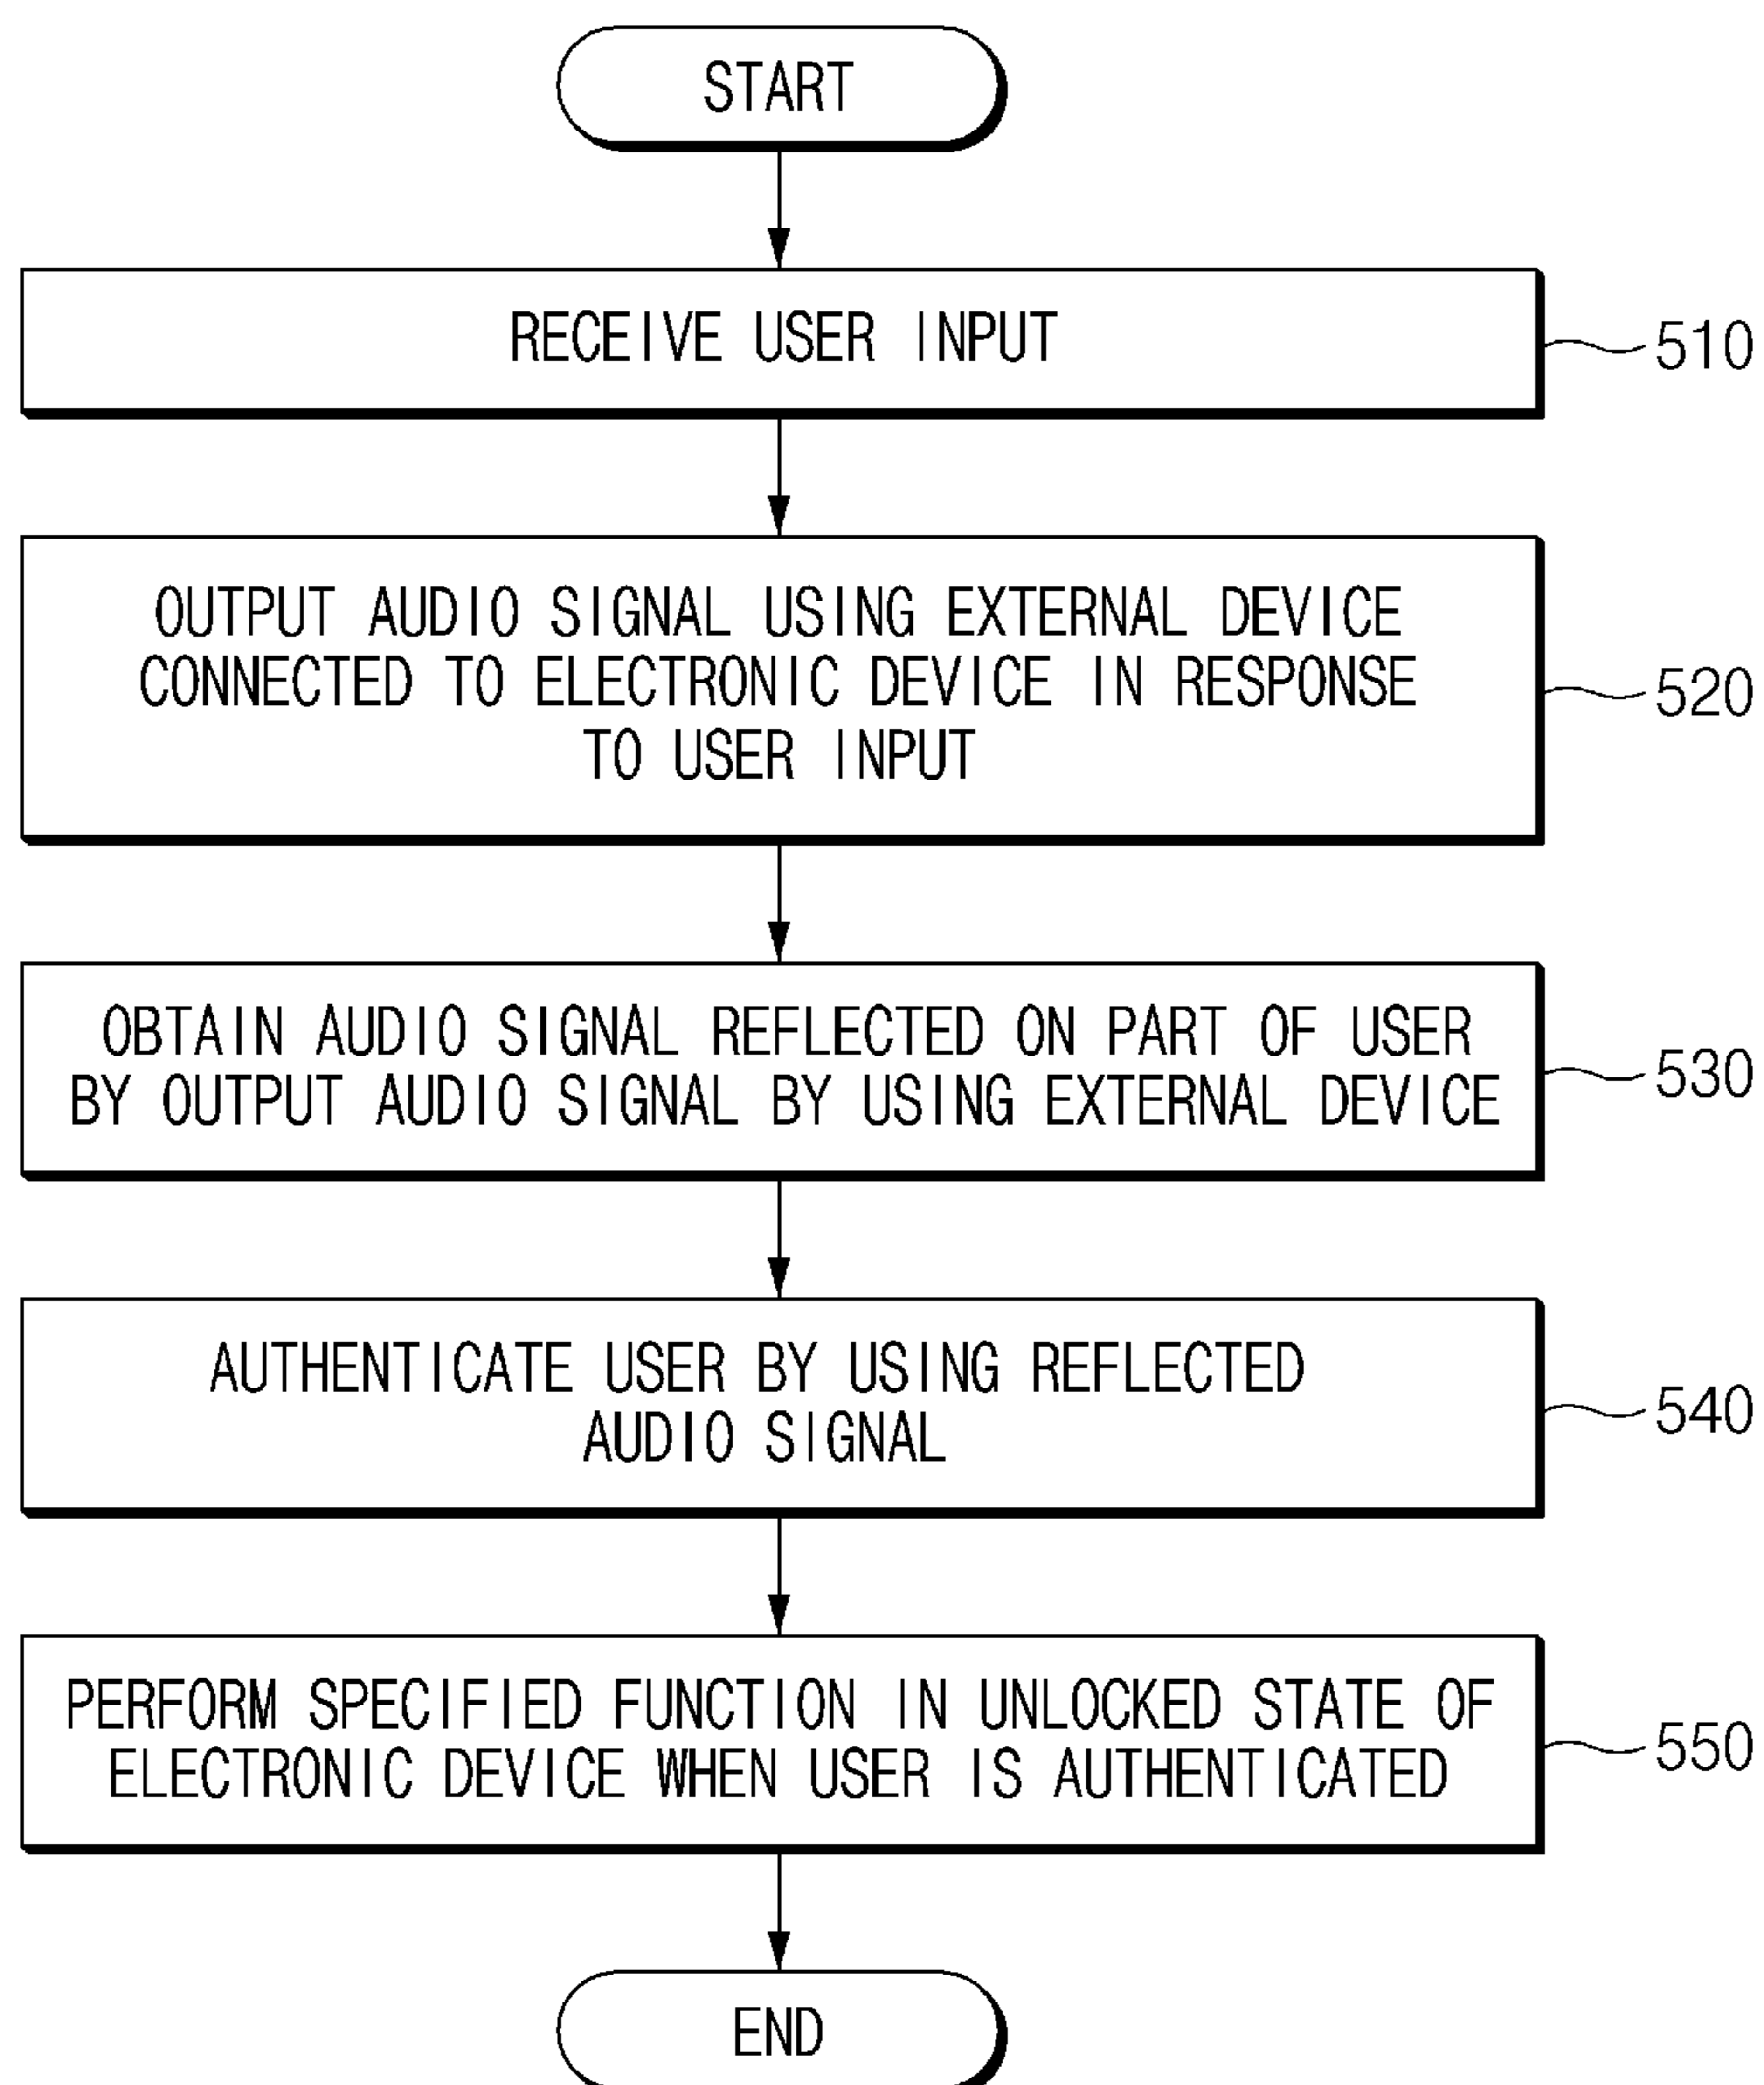 START
RECEIVE USER INPUT
510
OUTPUT AUDIO SIGNAL USING EXTERNAL DEVICE
CONNECTED TO ELECTRONIC DEVICE IN RESPONSE
TO USER INPUT
520
OBTAIN AUDIO SIGNAL REFLECTED ON PART OF USER
BY OUTPUT AUDIO SIGNAL BY USING EXTERNAL DEVICE
530
AUTHENTICATE USER BY USING REFLECTED
AUDIO SIGNAL
540
PERFORM SPECIFIED FUNCTION IN UNLOCKED STATE OF
ELECTRONIC DEVICE WHEN USER IS AUTHENTICATED
550
END